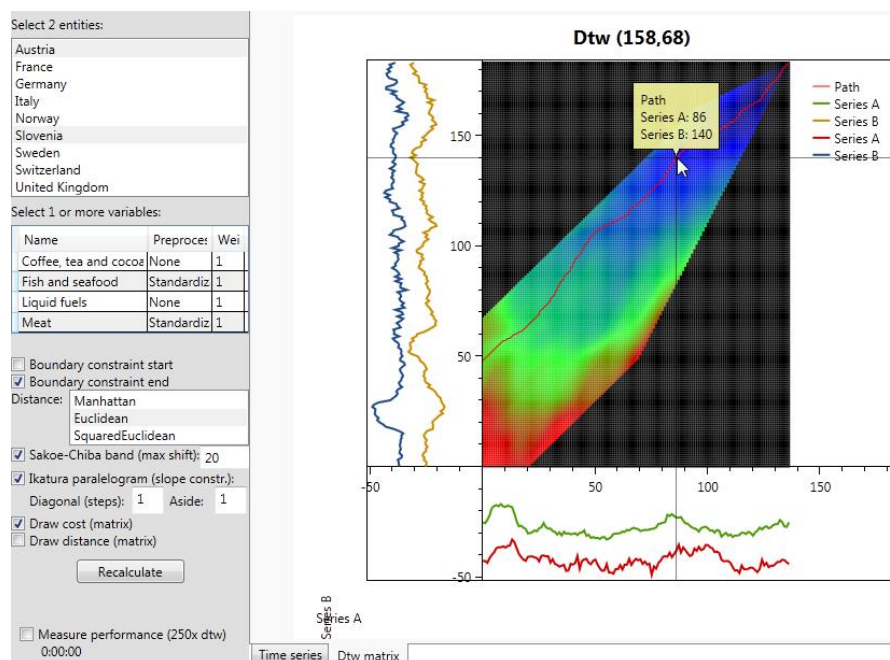 Select 2 entities:
Austria
France
Germany
Italy
Norway
Slovenia
Sweden
Switzerland
United Kingdom
Select 1 or more variables:
Name Preproces Wei
Coffee, tea and cocoa None 1
Fish and seafood Standardiz 1
Liquid fuels None 1
Meat Standardiz 1
Boundary constraint start
Boundary constraint end
Distance: Manhattan
Euclidean
SquaredEuclidean
Sakoe-Chiba band (max shift): 20
Ikatura paralelogram (slope constr.):
Diagonal (steps): 1 Aside: 1
Draw cost (matrix)
Draw distance (matrix)
Recalculate
Measure performance (250x dtw)
0:00:00
Dtw (158,68)
Path
Series A: 86
Series B: 140
Path
Series A
Series B
Series A
Series B
150
100
50
-50 50 100 150
-50
Series B
Series A
Time series Dtw matrix